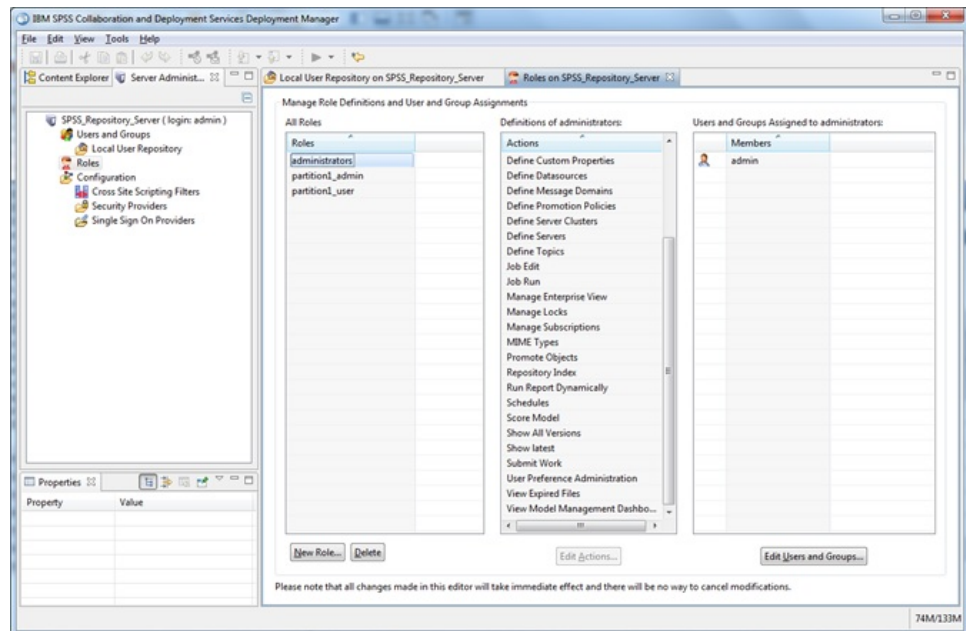 IBM SPSS Collaboration and Deployment Services Deployment Manager
File Edit View Tools Help
Content Explorer
Server Administ...
SPSS_Repository_Server ( login: admin )
Users and Groups
Local User Repository
Roles
Configuration
Cross Site Scripting Filters
Security Providers
Single Sign On Providers
Properties
Property Value
Local User Repository on SPSS_Repository_Server
Roles on SPSS_Repository_Server
Manage Role Definitions and User and Group Assignments
All Roles
Roles
administrators
partition1_admin
partition1_user
New Role... Delete
Definitions of administrators:
Actions
Define Custom Properties
Define Datasources
Define Message Domains
Define Promotion Policies
Define Server Clusters
Define Servers
Define Topics
Job Edit
Job Run
Manage Enterprise View
Manage Locks
Manage Subscriptions
MIME Types
Promote Objects
Repository Index
Run Report Dynamically
Schedules
Score Model
Show All Versions
Show latest
Submit Work
User Preference Administration
View Expired Files
View Model Management Dashbo...
Edit Actions...
Users and Groups Assigned to administrators:
Members
admin
Edit Users and Groups...
Please note that all changes made in this editor will take immediate effect and there will be no way to cancel modifications.
74M/133M